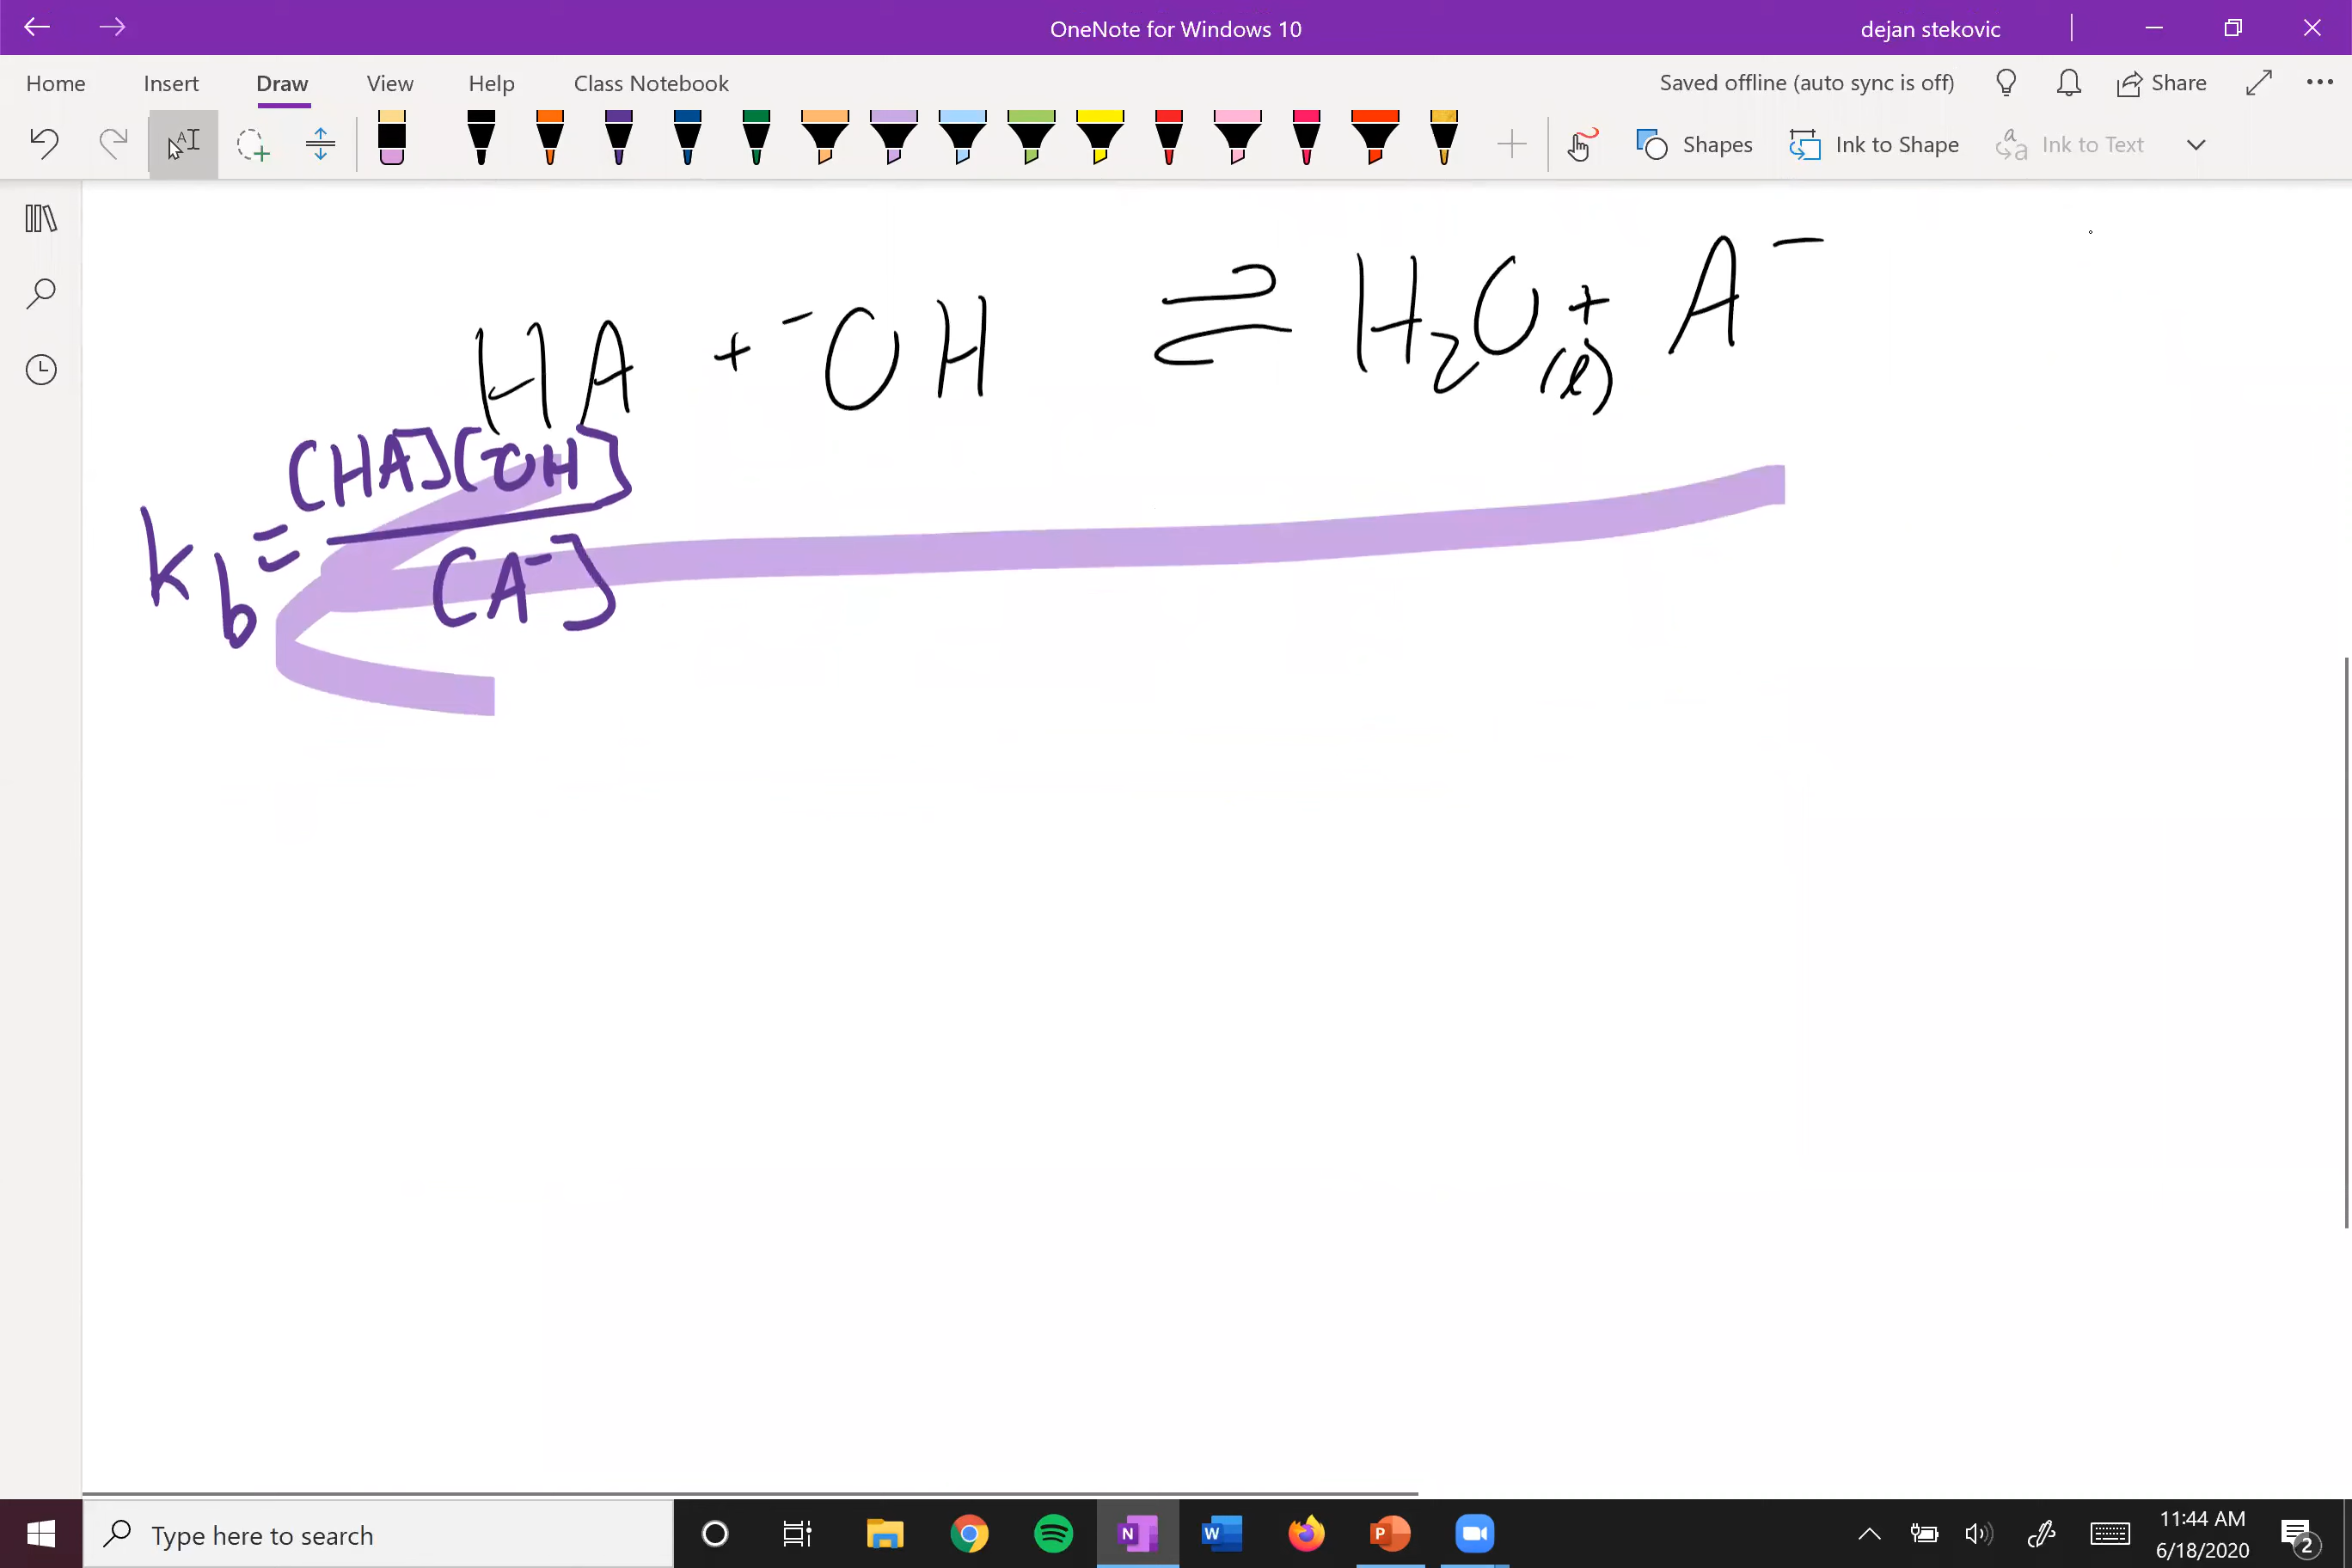 OneNote for Windows 10 dejan stekovic
Home Insert Draw View Help Class Notebook Saved offline (auto sync is off) Share
Shapes Ink to Shape Ink to Text
HA + ⁻OH ⇌ H₂O(l) + A⁻
k_b = [HA][⁻OH] / [A⁻]
Type here to search
11:44 AM
6/18/2020
2